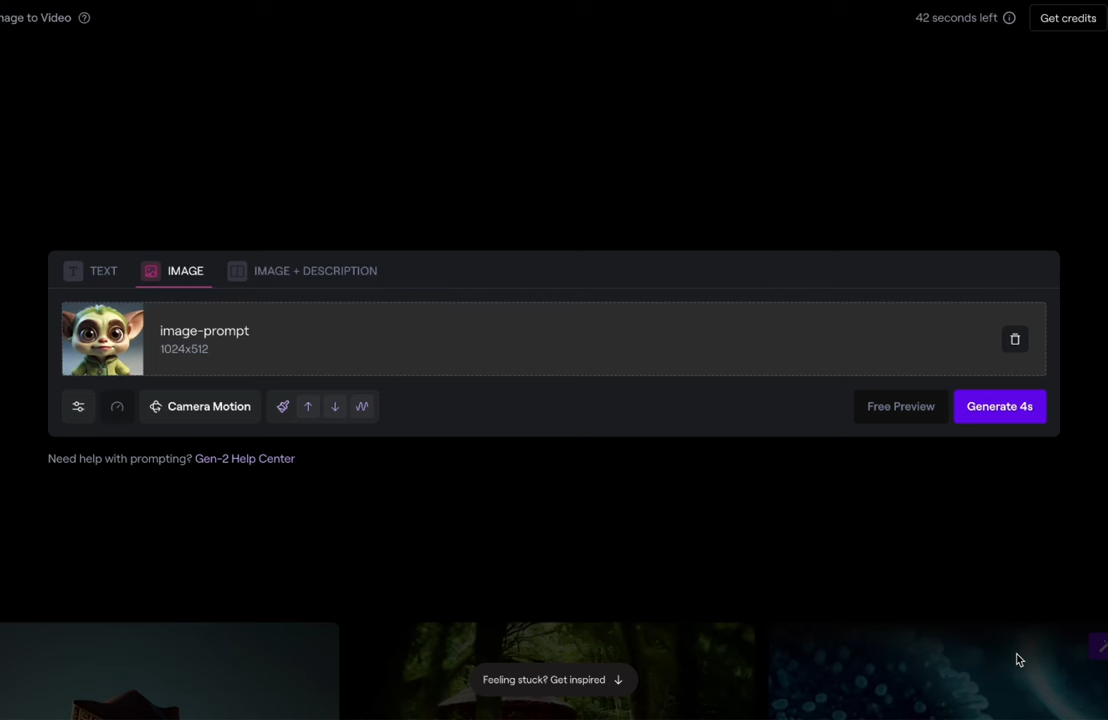 nage to Video
42 seconds left
Get credits
T TEXT
IMAGE
IMAGE + DESCRIPTION
image-prompt
1024x512
Camera Motion
Free Preview
Generate 4s
Need help with prompting? Gen-2 Help Center
Feeling stuck? Get inspired